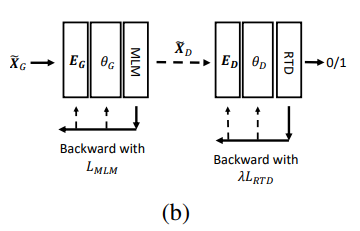 X̃_G E_G θ_G MLM X̃_D E_D θ_D RTD 0/1
Backward with Backward with
L_MLM λL_RTD
(b)